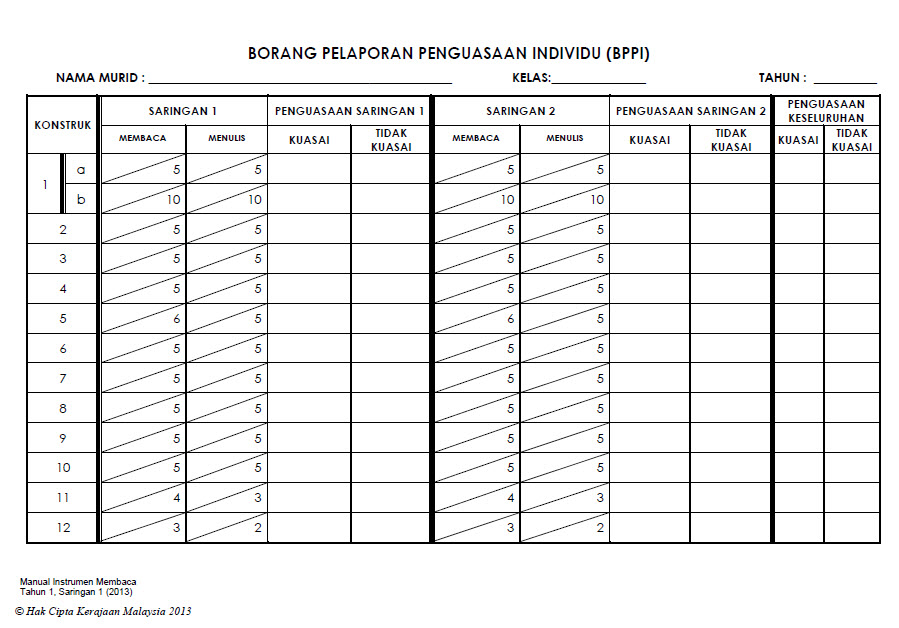 BORANG PELAPORAN PENGUASAAN INDIVIDU (BPPI)
NAMA MURID : ________________ KELAS:________ TAHUN : ________
KONSTRUK SARINGAN 1 PENGUASAAN SARINGAN 1 SARINGAN 2 PENGUASAAN SARINGAN 2 PENGUASAAN KESELURUHAN
MEMBACA MENULIS KUASAI TIDAK KUASAI MEMBACA MENULIS KUASAI TIDAK KUASAI KUASAI TIDAK KUASAI
1 a 5 5 5 5
b 10 10 10 10
2 5 5 5 5
3 5 5 5 5
4 5 5 5 5
5 6 5 6 5
6 5 5 5 5
7 5 5 5 5
8 5 5 5 5
9 5 5 5 5
10 5 5 5 5
11 4 3 4 3
12 3 2 3 2
Manual Instrumen Membaca
Tahun 1, Saringan 1 (2013)
© Hak Cipta Kerajaan Malaysia 2013